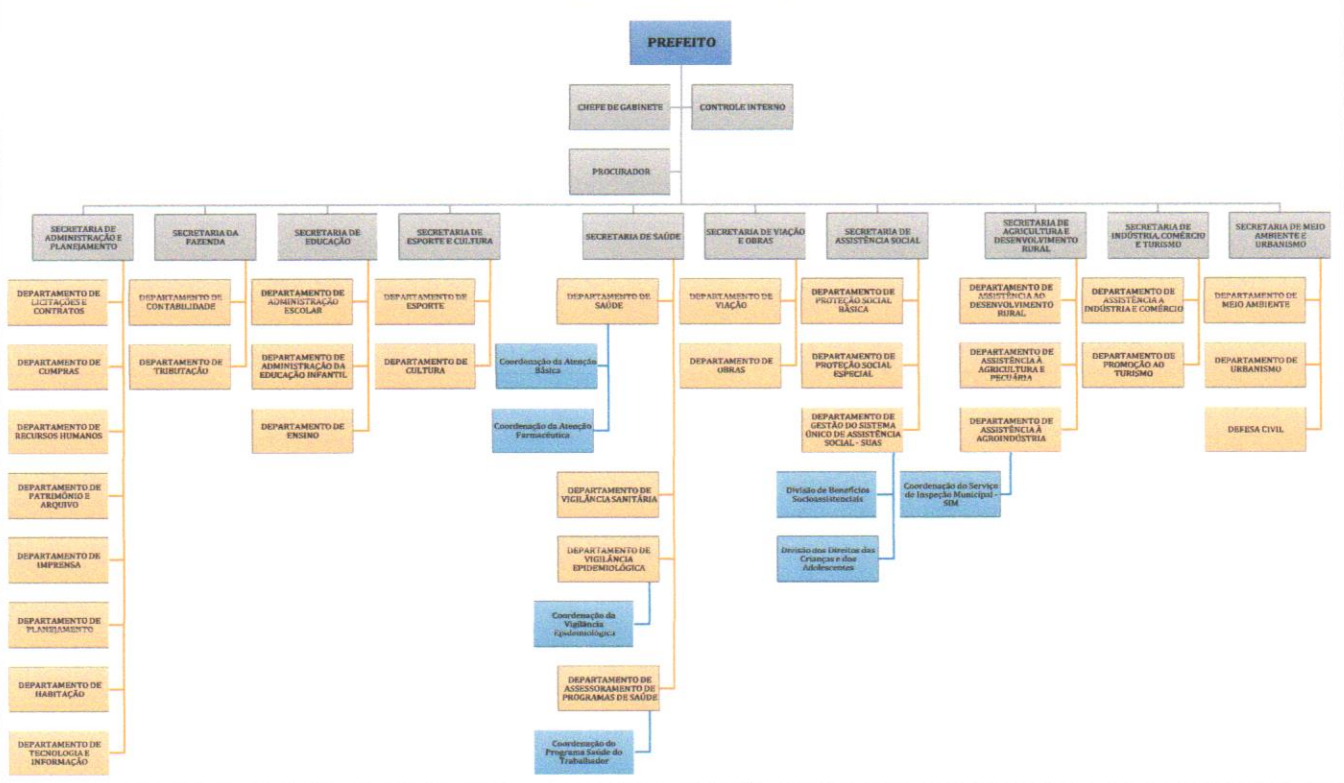 PREFEITO
CHEFE DE GABINETE
CONTROLE INTERNO
PROCURADOR
SECRETARIA DE
ADMINISTRAÇÃO E
PLANEJAMENTO
DEPARTAMENTO DE
LICITAÇÕES E
CONTRATOS
DEPARTAMENTO DE
COMPRAS
DEPARTAMENTO DE
RECURSOS HUMANOS
DEPARTAMENTO DE
PATRIMÔNIO E
ARQUIVO
DEPARTAMENTO DE
IMPRENSA
DEPARTAMENTO DE
PLANEJAMENTO
DEPARTAMENTO DE
HABITAÇÃO
DEPARTAMENTO DE
TECNOLOGIA E
INFORMAÇÃO
SECRETARIA DA
FAZENDA
DEPARTAMENTO DE
CONTABILIDADE
DEPARTAMENTO DE
TRIBUTAÇÃO
SECRETARIA DE
EDUCAÇÃO
DEPARTAMENTO DE
ADMINISTRAÇÃO
ESCOLAR
DEPARTAMENTO DE
ADMINISTRAÇÃO DA
EDUCAÇÃO INFANTIL
DEPARTAMENTO DE
ENSINO
SECRETARIA DE
ESPORTE E CULTURA
DEPARTAMENTO DE
ESPORTE
DEPARTAMENTO DE
CULTURA
SECRETARIA DE SAÚDE
DEPARTAMENTO DE
SAÚDE
Coordenação da Atenção
Básica
Coordenação da Atenção
Farmacêutica
DEPARTAMENTO DE
VIGILÂNCIA SANITÁRIA
DEPARTAMENTO DE
VIGILÂNCIA
EPIDEMIOLÓGICA
Coordenação da
Vigilância
Epidemiológica
DEPARTAMENTO DE
ASSESSORAMENTO DE
PROGRAMAS DE SAÚDE
Coordenação do
Programa Saúde do
Trabalhador
SECRETARIA DE VIAÇÃO
E OBRAS
DEPARTAMENTO DE
VIAÇÃO
DEPARTAMENTO DE
OBRAS
SECRETARIA DE
ASSISTÊNCIA SOCIAL
DEPARTAMENTO DE
PROTEÇÃO SOCIAL
BÁSICA
DEPARTAMENTO DE
PROTEÇÃO SOCIAL
ESPECIAL
DEPARTAMENTO DE
GESTÃO DO SISTEMA
ÚNICO DE ASSISTÊNCIA
SOCIAL - SUAS
Divisão de Benefícios
Socioassistenciais
Divisão dos Direitos das
Crianças e dos
Adolescentes
SECRETARIA DE
AGRICULTURA E
DESENVOLVIMENTO
RURAL
DEPARTAMENTO DE
ASSISTÊNCIA AO
DESENVOLVIMENTO
RURAL
DEPARTAMENTO DE
ASSISTÊNCIA À
AGRICULTURA E
PECUÁRIA
DEPARTAMENTO DE
ASSISTÊNCIA À
AGROINDÚSTRIA
Coordenação do Serviço
de Inspeção Municipal -
SIM
SECRETARIA DE
INDÚSTRIA, COMÉRCIO
E TURISMO
DEPARTAMENTO DE
ASSISTÊNCIA A
INDÚSTRIA E COMÉRCIO
DEPARTAMENTO DE
PROMOÇÃO AO
TURISMO
SECRETARIA DE MEIO
AMBIENTE E
URBANISMO
DEPARTAMENTO DE
MEIO AMBIENTE
DEPARTAMENTO DE
URBANISMO
DEFESA CIVIL